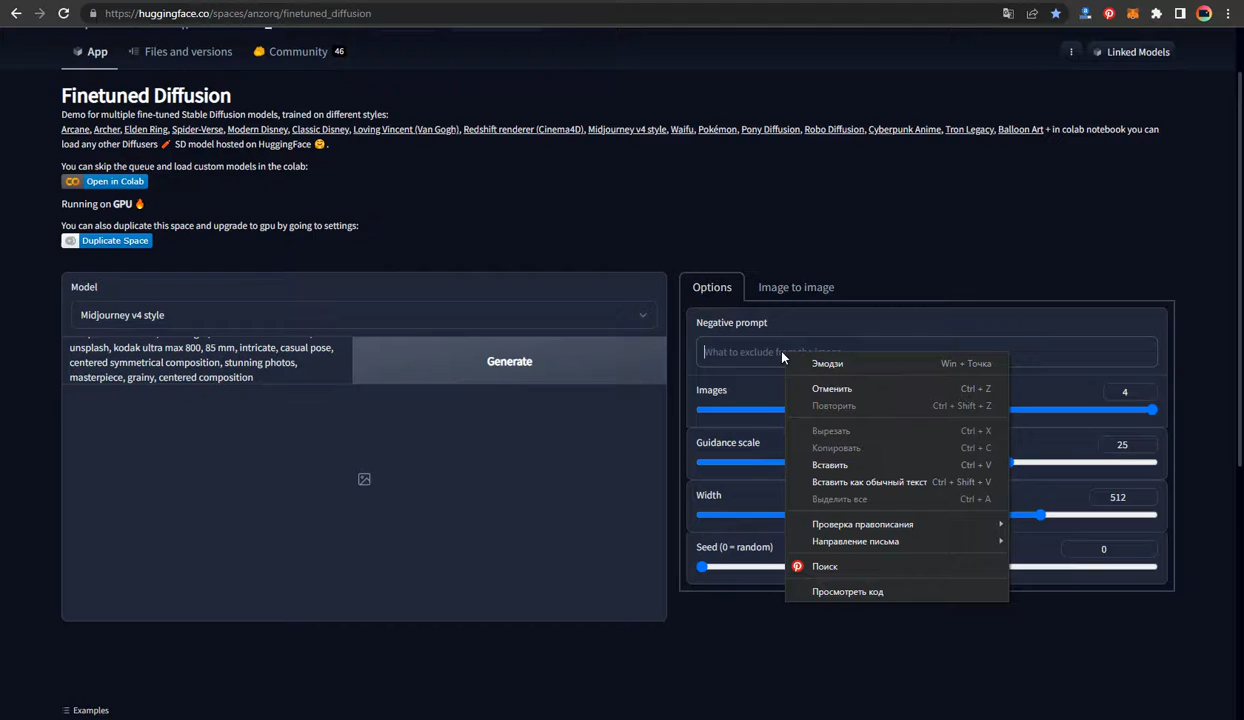 https://huggingface.co/spaces/anzorq/finetuned_diffusion
App
Files and versions
Community 46
Linked Models
Finetuned Diffusion
Demo for multiple fine-tuned Stable Diffusion models, trained on different styles:
Arcane, Archer, Elden Ring, Spider-Verse, Modern Disney, Classic Disney, Loving Vincent (Van Gogh), Redshift renderer (Cinema4D), Midjourney v4 style, Waifu, Pokémon, Pony Diffusion, Robo Diffusion, Cyberpunk Anime, Tron Legacy, Balloon Art + in colab notebook you can
load any other Diffusers 🧨 SD model hosted on HuggingFace 🤗.
You can skip the queue and load custom models in the colab:
Open in Colab
Running on GPU 🔥
You can also duplicate this space and upgrade to gpu by going to settings:
Duplicate Space
Model
Midjourney v4 style
unsplash, kodak ultra max 800, 85 mm, intricate, casual pose,
centered symmetrical composition, stunning photos,
masterpiece, grainy, centered composition
Generate
Options
Image to image
Negative prompt
What to exclude from the image
Images
4
Guidance scale
25
Width
512
Seed (0 = random)
0
Эмодзи Win + Точка
Отменить Ctrl + Z
Повторить Ctrl + Shift + Z
Вырезать Ctrl + X
Копировать Ctrl + C
Вставить Ctrl + V
Вставить как обычный текст Ctrl + Shift + V
Выделить все Ctrl + A
Проверка правописания
Направление письма
Поиск
Просмотреть код
Examples